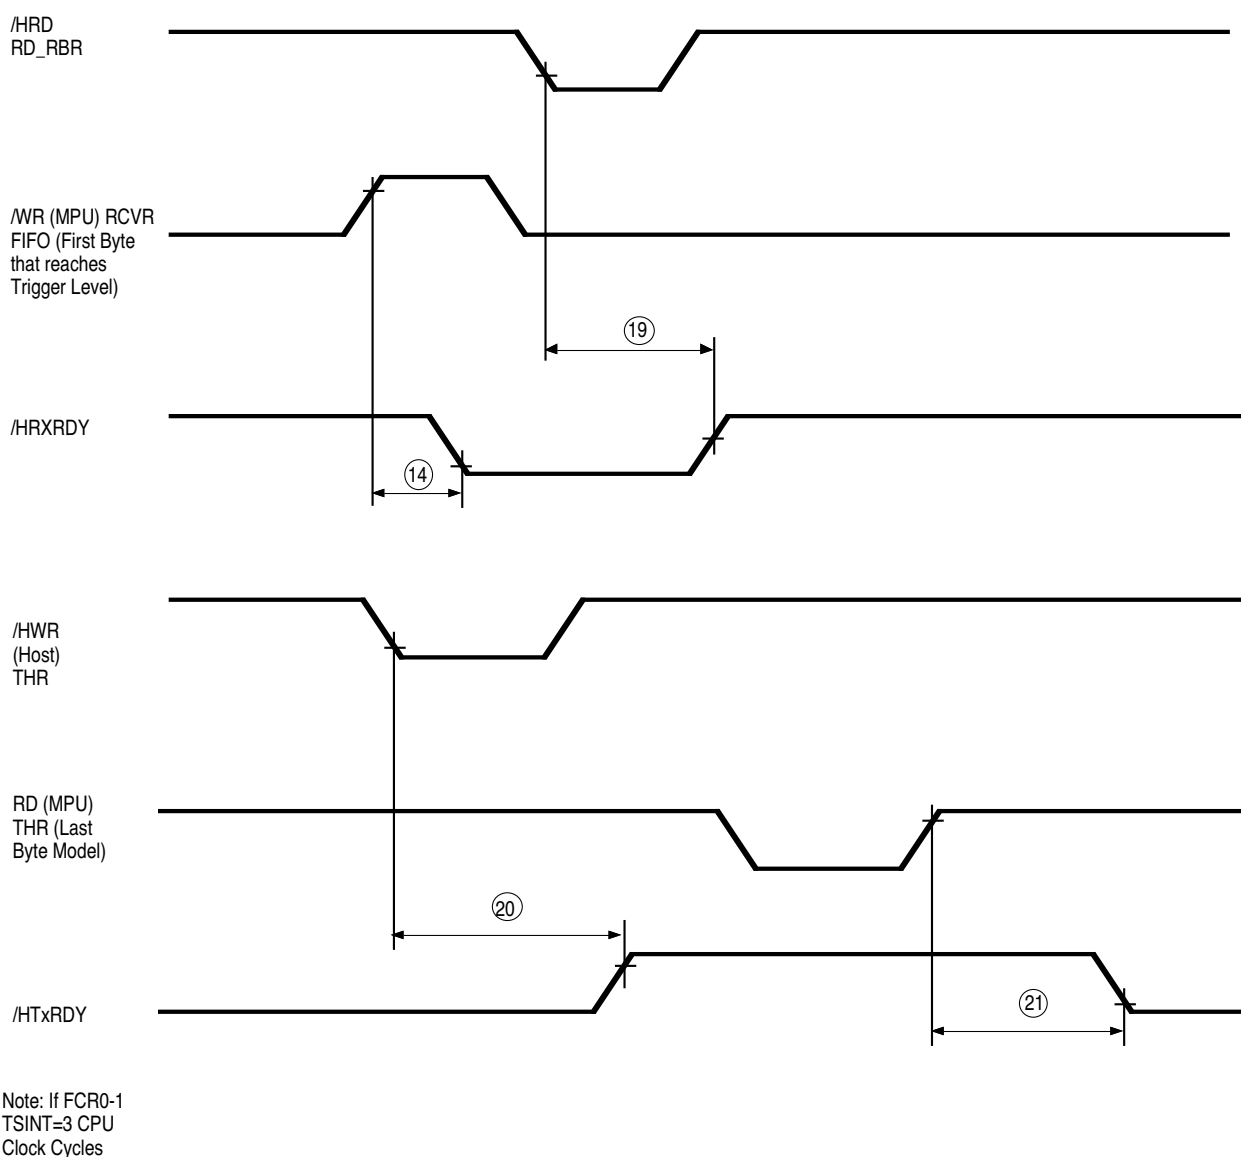 /HRD
RD_RBR
/WR (MPU) RCVR
FIFO (First Byte
that reaches
Trigger Level)
19
/HRXRDY
14
/HWR
(Host)
THR
RD (MPU)
THR (Last
Byte Model)
20
/HTxRDY
21
Note: If FCR0-1
TSINT=3 CPU
Clock Cycles